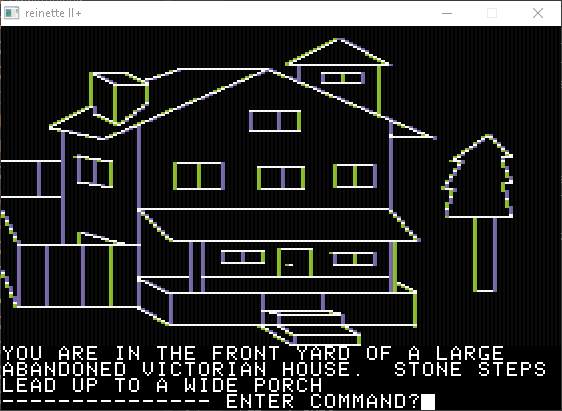 reinette II+
YOU ARE IN THE FRONT YARD OF A LARGE
ABANDONED VICTORIAN HOUSE.  STONE STEPS
LEAD UP TO A WIDE PORCH
--------------- ENTER COMMAND?